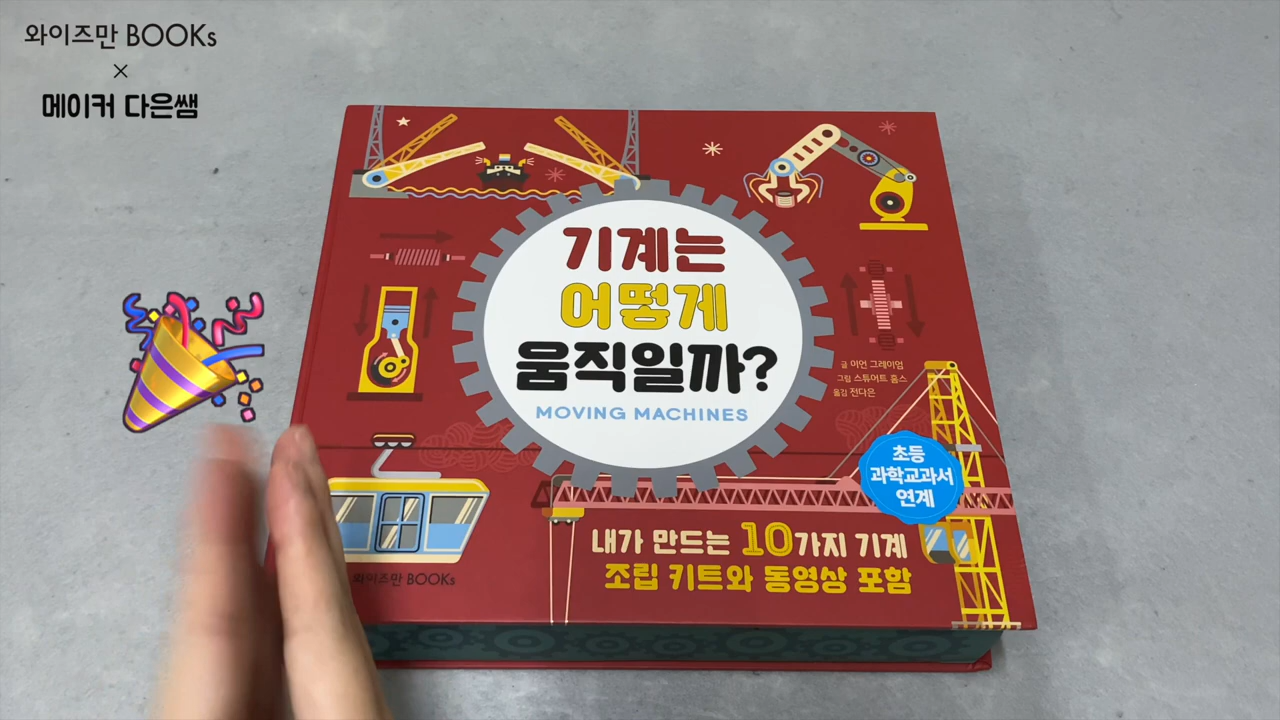 와이즈만 BOOKs
×
메이커 다은쌤
기계는
어떻게
움직일까?
MOVING MACHINES
글 이언 그레이엄
그림 스튜어트 홈스
옮김 전다은
초등
과학교과서
연계
내가 만드는 10가지 기계
조립 키트와 동영상 포함
와이즈만 BOOKs